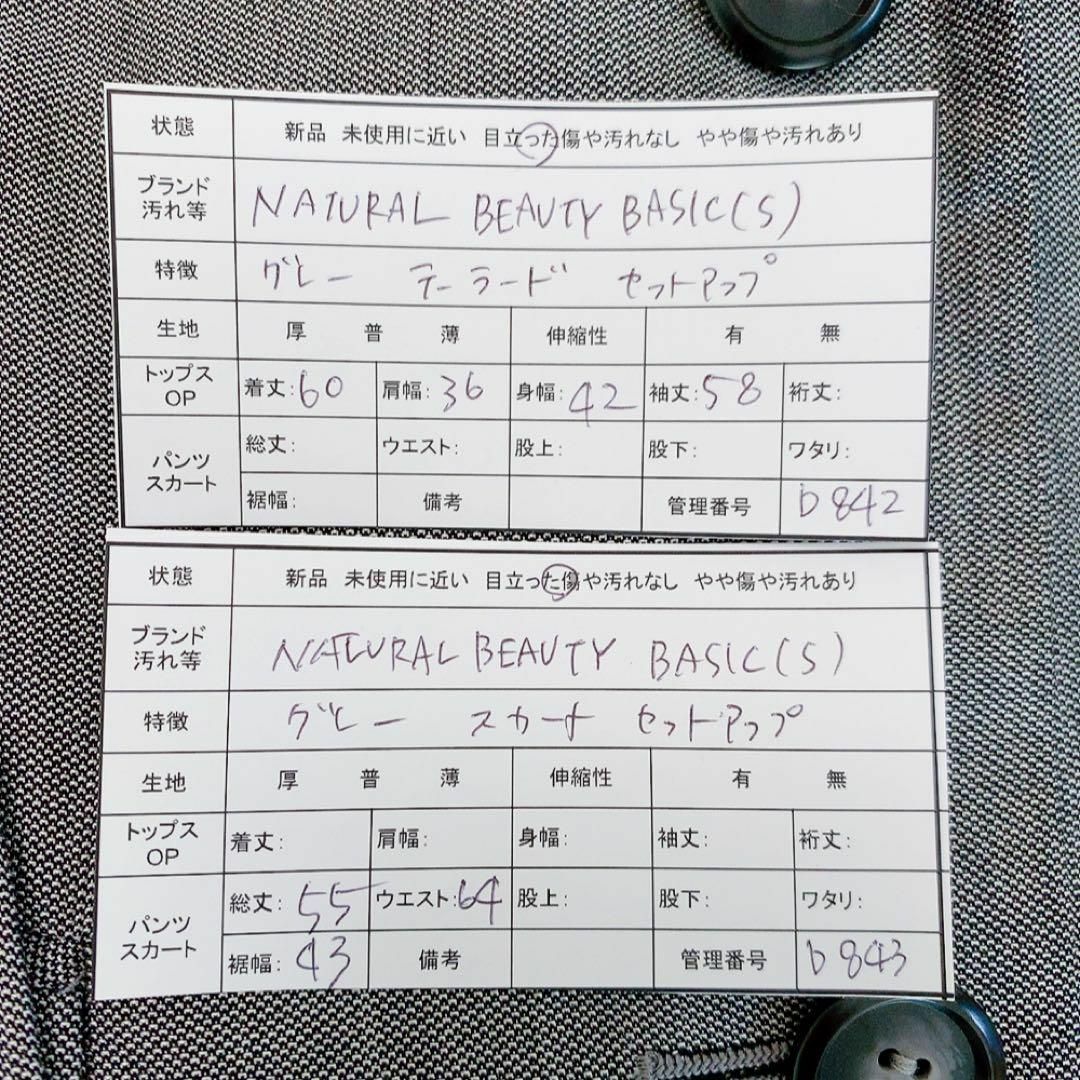 状態 新品 未使用に近い 目立った傷や汚れなし やや傷や汚れあり
ブランド
汚れ等 NATURAL BEAUTY BASIC(S)
特徴 グレー テーラード セットアップ
生地 厚 普 薄 伸縮性 有 無
トップス
OP 着丈:60 肩幅:36 身幅:42 袖丈:58 裄丈:
パンツ
スカート 総丈: ウエスト: 股上: 股下: ワタリ:
裾幅: 備考 管理番号 b842
状態 新品 未使用に近い 目立った傷や汚れなし やや傷や汚れあり
ブランド
汚れ等 NATURAL BEAUTY BASIC(S)
特徴 グレー スカート セットアップ
生地 厚 普 薄 伸縮性 有 無
トップス
OP 着丈: 肩幅: 身幅: 袖丈: 裄丈:
パンツ
スカート 総丈:55 ウエスト:64 股上: 股下: ワタリ:
裾幅:43 備考 管理番号 b843